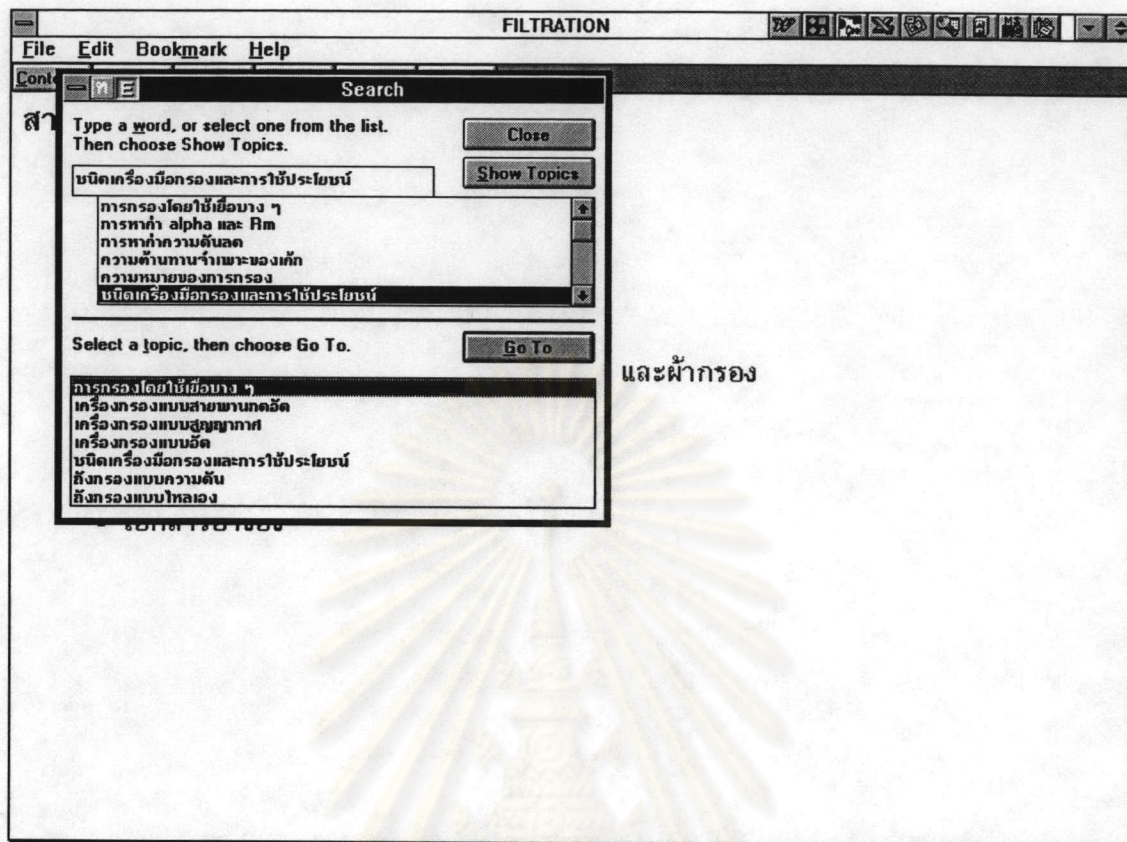 FILTRATION
File Edit Bookmark Help
Search
Type a word, or select one from the list.
Then choose Show Topics.
Close
ชนิดเครื่องมือกรองและการใช้ประโยชน์
Show Topics
การกรองโดยใช้เยื่อบาง ๆ
การหาค่า alpha และ Rm
การหาค่าความดันลด
ความต้านทานจำเพาะของเค้ก
ความหมายของการกรอง
ชนิดเครื่องมือกรองและการใช้ประโยชน์
Select a topic, then choose Go To.
Go To
และผ้ากรอง
การกรองโดยใช้เยื่อบาง ๆ
เครื่องกรองแบบสายพานกดอัด
เครื่องกรองแบบสูญญากาศ
เครื่องกรองแบบอัด
ชนิดเครื่องมือกรองและการใช้ประโยชน์
ถังกรองแบบความดัน
ถังกรองแบบไหลเอง